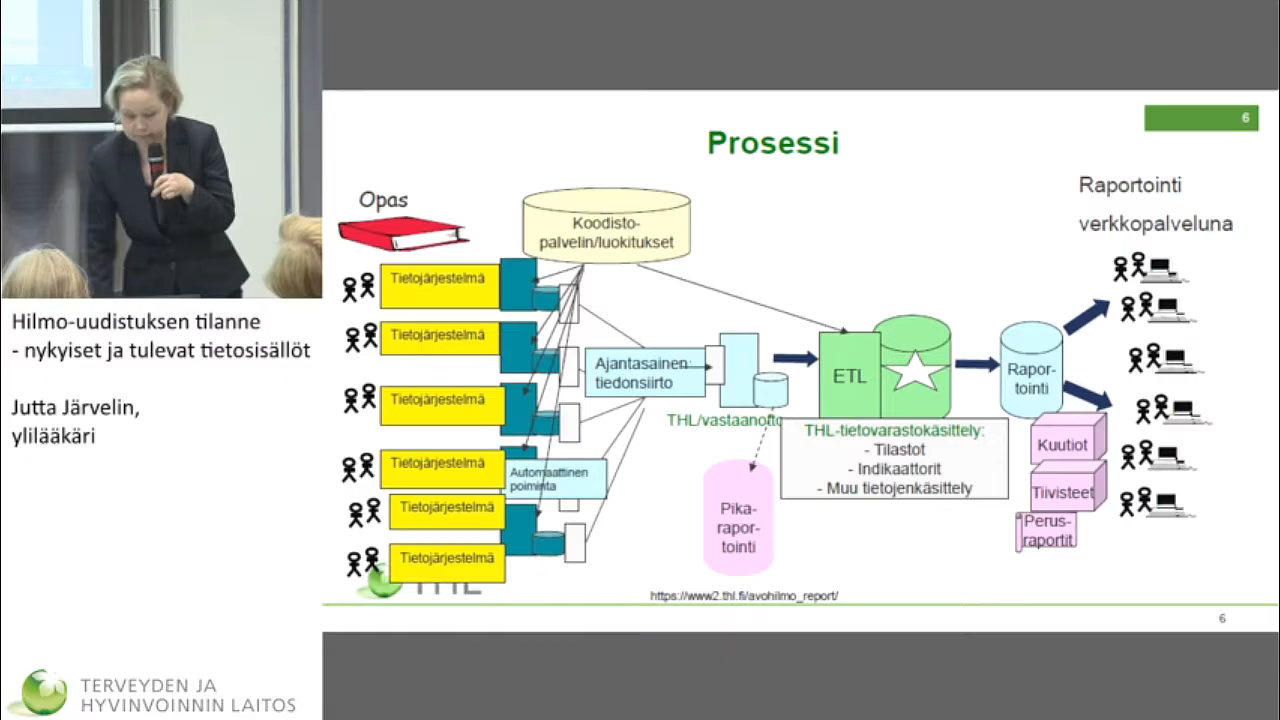 Hilmo-uudistuksen tilanne
- nykyiset ja tulevat tietosisällöt
Jutta Järvelin,
ylilääkäri
TERVEYDEN JA
HYVINVOINNIN LAITOS
6
Prosessi
Opas
Koodisto-
palvelin/luokitukset
Raportointi
verkkopalveluna
Tietojärjestelmä
Tietojärjestelmä
Tietojärjestelmä
Tietojärjestelmä
Tietojärjestelmä
Tietojärjestelmä
Automaattinen
poiminta
Ajantasainen
tiedonsiirto
THL/vastaanotto
Pika-
rapor-
tointi
ETL
THL-tietovarastokäsittely:
- Tilastot
- Indikaattorit
- Muu tietojenkäsittely
Rapor-
tointi
Kuutiot
Tiivisteet
Perus-
raportit
THL
https://www2.thl.fi/avohilmo_report/
6